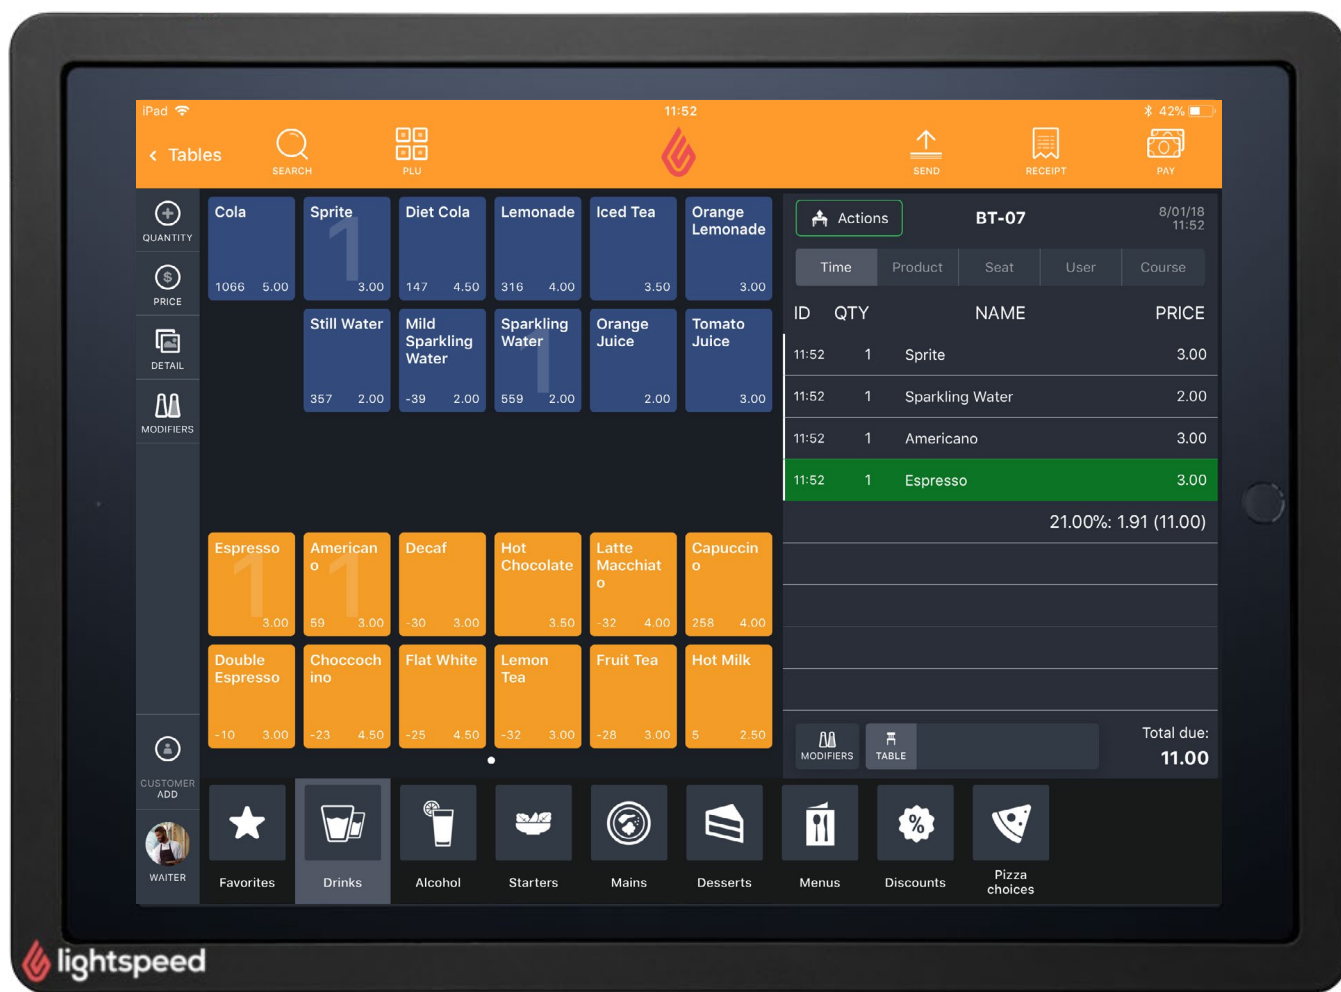 iPad
11:52
42%
< Tables
SEARCH
PLU
SEND
RECEIPT
PAY
QUANTITY
PRICE
DETAIL
MODIFIERS
CUSTOMER
ADD
WAITER
Cola
1066 5.00
Sprite
1
3.00
Diet Cola
147 4.50
Lemonade
316 4.00
Iced Tea
3.50
Orange
Lemonade
3.00
Still Water
357 2.00
Mild
Sparkling
Water
-39 2.00
Sparkling
Water
1
559 2.00
Orange
Juice
2.00
Tomato
Juice
3.00
Espresso
1
3.00
American
o
1
59 3.00
Decaf
-30 3.00
Hot
Chocolate
3.50
Latte
Macchiat
o
-32 4.00
Capuccin
o
258 4.00
Double
Espresso
-10 3.00
Choccoch
ino
-23 4.50
Flat White
-25 4.50
Lemon
Tea
-32 3.00
Fruit Tea
-28 3.00
Hot Milk
5 2.50
Actions
BT-07
8/01/18
11:52
Time Product Seat User Course
ID QTY NAME PRICE
11:52 1 Sprite 3.00
11:52 1 Sparkling Water 2.00
11:52 1 Americano 3.00
11:52 1 Espresso 3.00
21.00%: 1.91 (11.00)
MODIFIERS
TABLE
Total due:
11.00
Favorites
Drinks
Alcohol
Starters
Mains
Desserts
Menus
%
Discounts
Pizza
choices
lightspeed